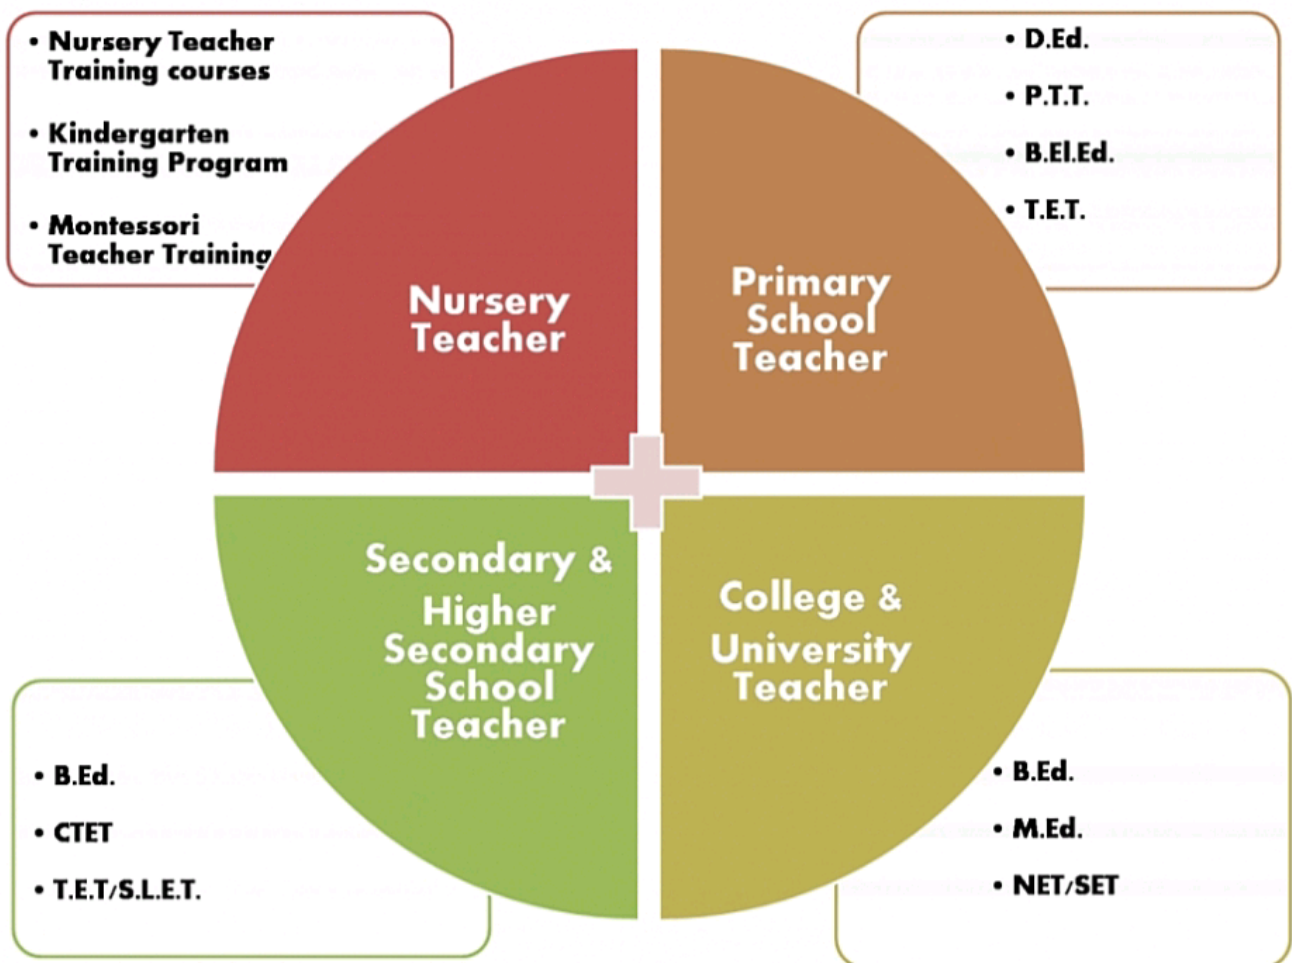 • Nursery Teacher
Training courses
• Kindergarten
Training Program
• Montessori
Teacher Training
• D.Ed.
• P.T.T.
• B.El.Ed.
• T.E.T.
Nursery
Teacher
Primary
School
Teacher
Secondary &
Higher
Secondary
School
Teacher
College &
University
Teacher
• B.Ed.
• CTET
• T.E.T/S.L.E.T.
• B.Ed.
• M.Ed.
• NET/SET